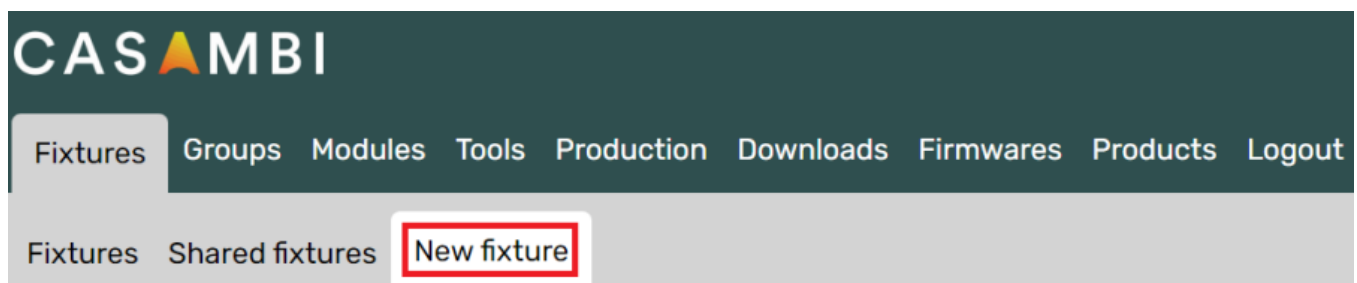 CASAMBI
Fixtures Groups Modules Tools Production Downloads Firmwares Products Logout
Fixtures Shared fixtures New fixture